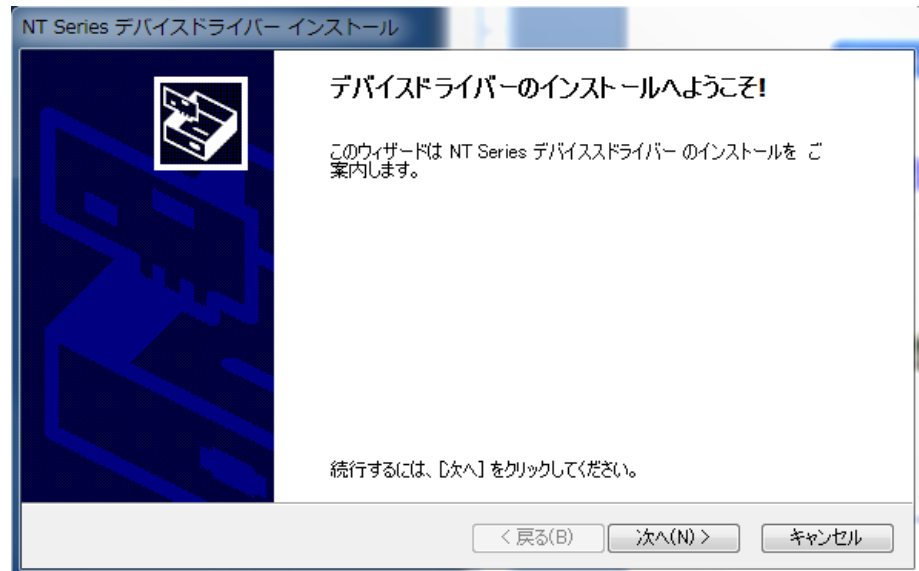 NT Series デバイスドライバー インストール
デバイスドライバーのインストールへようこそ!
このウィザードは NT Series デバイススドライバー のインストールを ご
案内します。
続行するには、[次へ] をクリックしてください。
< 戻る(B)
次へ(N) >
キャンセル